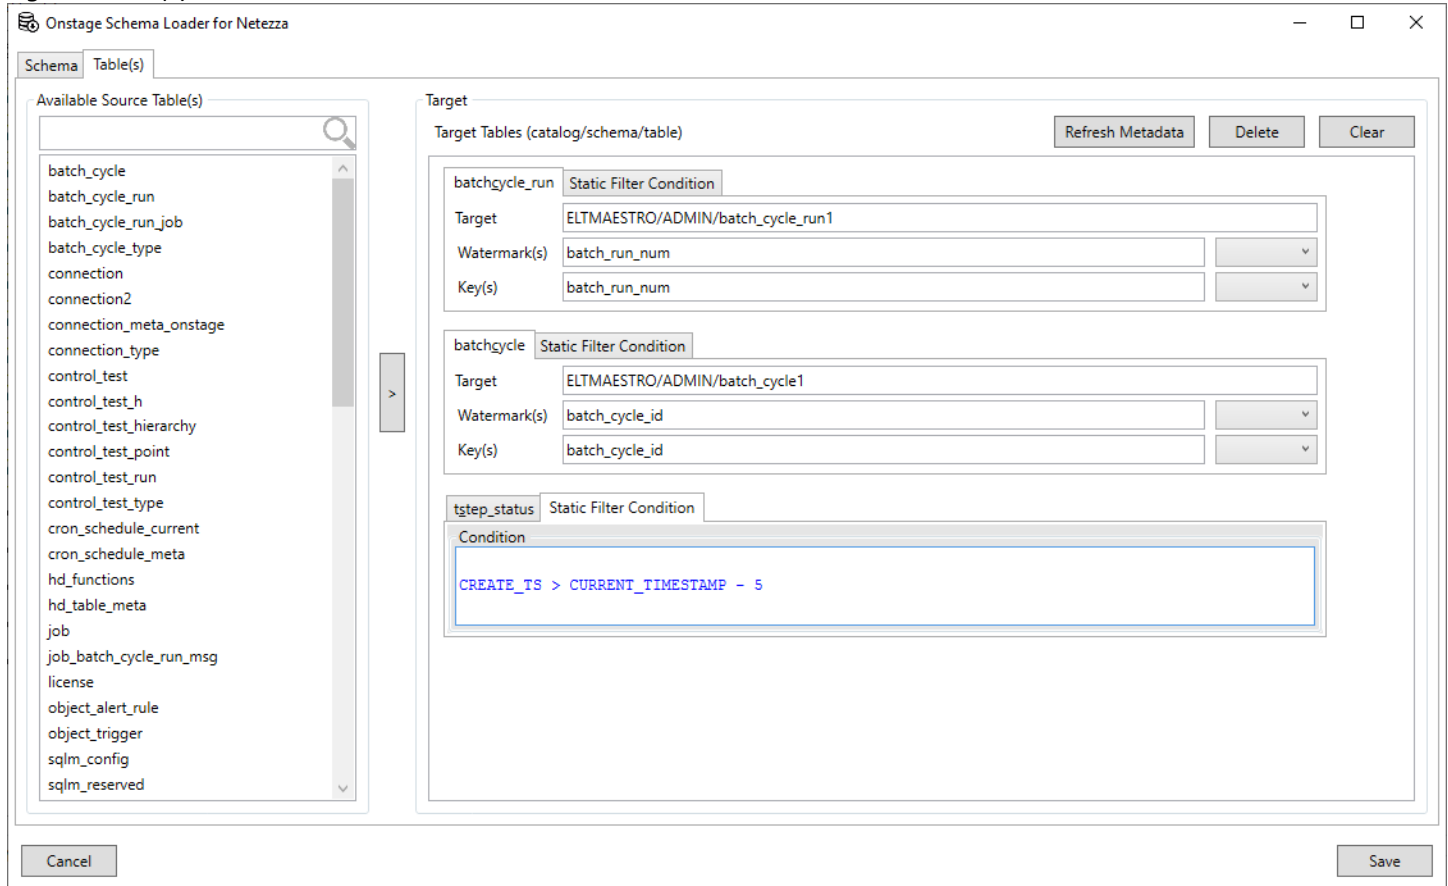 Onstage Schema Loader for Netezza
Schema Table(s)
Available Source Table(s)
batch_cycle
batch_cycle_run
batch_cycle_run_job
batch_cycle_type
connection
connection2
connection_meta_onstage
connection_type
control_test
control_test_h
control_test_hierarchy
control_test_point
control_test_run
control_test_type
cron_schedule_current
cron_schedule_meta
hd_functions
hd_table_meta
job
job_batch_cycle_run_msg
license
object_alert_rule
object_trigger
sqlm_config
sqlm_reserved
>
Target
Target Tables (catalog/schema/table)
Refresh Metadata Delete Clear
batchcycle_run Static Filter Condition
Target ELTMAESTRO/ADMIN/batch_cycle_run1
Watermark(s) batch_run_num
Key(s) batch_run_num
batchcycle Static Filter Condition
Target ELTMAESTRO/ADMIN/batch_cycle1
Watermark(s) batch_cycle_id
Key(s) batch_cycle_id
tstep_status Static Filter Condition
Condition
CREATE_TS > CURRENT_TIMESTAMP - 5
Cancel Save